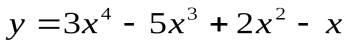 y = 3x⁴ - 5x³ + 2x² - x